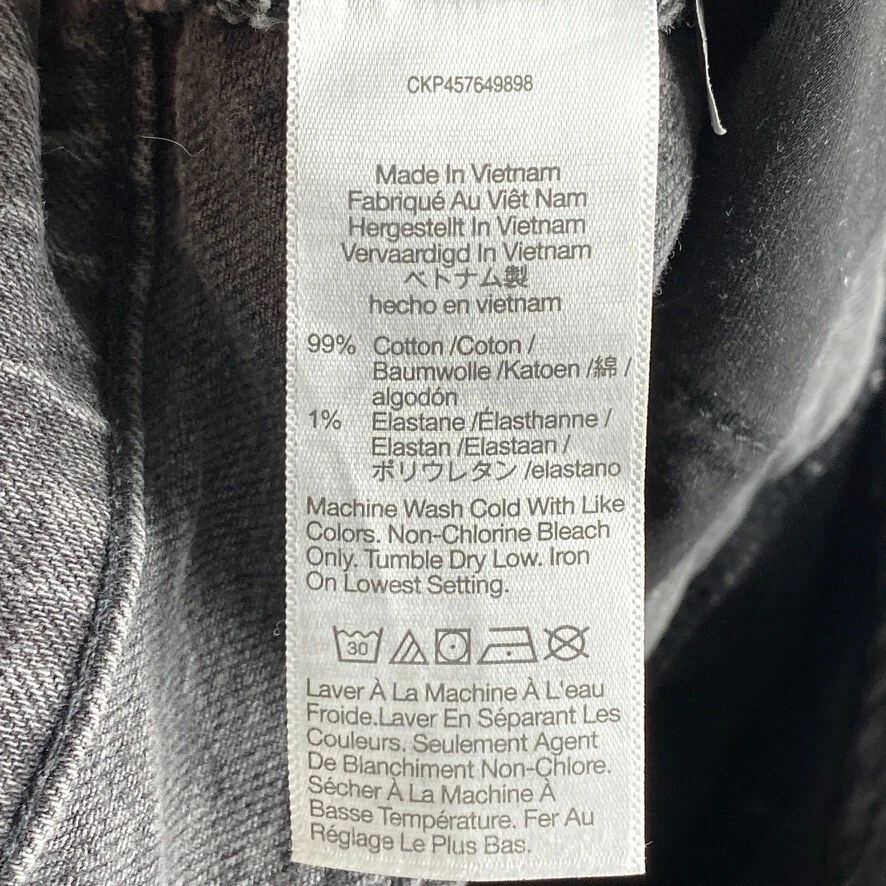 CKP457649898
Made In Vietnam
Fabriqué Au Việt Nam
Hergestellt In Vietnam
Vervaardigd In Vietnam
ベトナム製
hecho en vietnam
99% Cotton /Coton /
Baumwolle /Katoen /綿 /
algodón
1% Elastane /Élasthanne /
Elastan /Elastaan /
ポリウレタン /elastano
Machine Wash Cold With Like
Colors. Non-Chlorine Bleach
Only. Tumble Dry Low. Iron
On Lowest Setting.
30
Laver À La Machine À L'eau
Froide.Laver En Séparant Les
Couleurs. Seulement Agent
De Blanchiment Non-Chlore.
Sécher À La Machine À
Basse Température. Fer Au
Réglage Le Plus Bas.